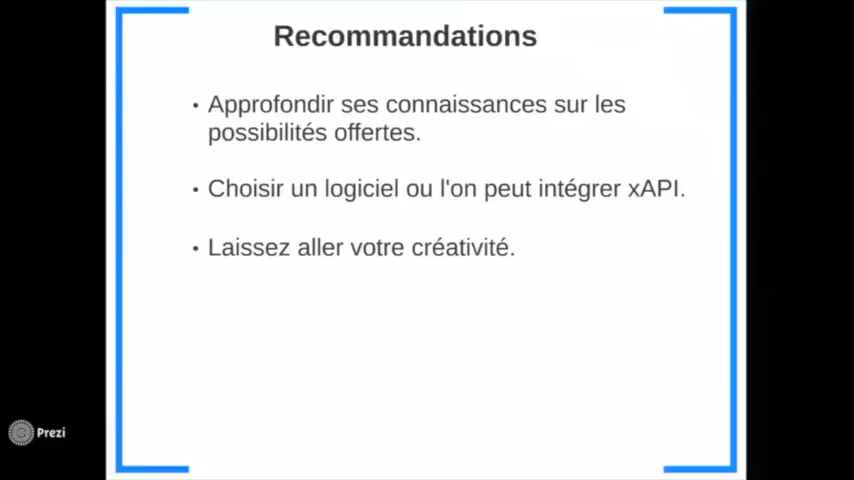 Recommandations
• Approfondir ses connaissances sur les
possibilités offertes.
• Choisir un logiciel ou l'on peut intégrer xAPI.
• Laissez aller votre créativité.
Prezi